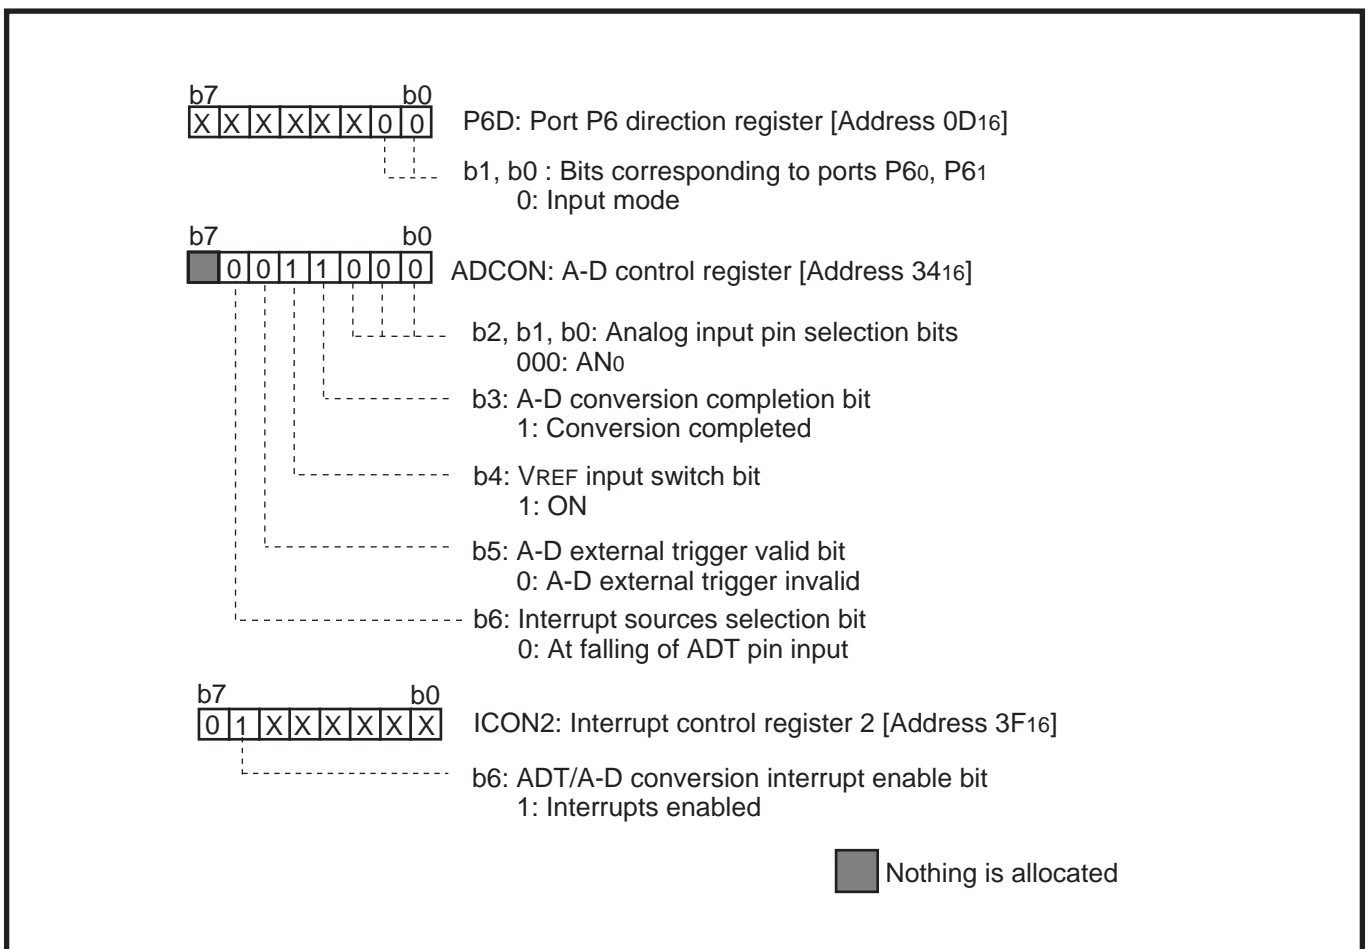 b7 b0
X X X X X X 0 0 P6D: Port P6 direction register [Address 0D16]
b1, b0 : Bits corresponding to ports P60, P61
0: Input mode
b7 b0
0 0 1 1 0 0 0 ADCON: A-D control register [Address 3416]
b2, b1, b0: Analog input pin selection bits
000: AN0
b3: A-D conversion completion bit
1: Conversion completed
b4: VREF input switch bit
1: ON
b5: A-D external trigger valid bit
0: A-D external trigger invalid
b6: Interrupt sources selection bit
0: At falling of ADT pin input
b7 b0
0 1 X X X X X X ICON2: Interrupt control register 2 [Address 3F16]
b6: ADT/A-D conversion interrupt enable bit
1: Interrupts enabled
Nothing is allocated